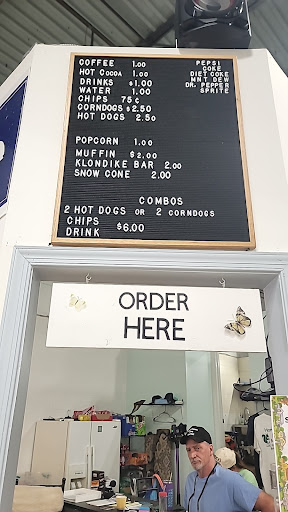 COFFEE 1.00
HOT COCOA 1.00
DRINKS $1.00
WATER 1.00
CHIPS 75¢
CORNDOGS $2.50
HOT DOGS 2.50
PEPSI
COKE
DIET COKE
MNT DEW
DR. PEPPER
SPRITE
POPCORN 1.00
MUFFIN $2.00
KLONDIKE BAR 2.00
SNOW CONE 2.00
COMBOS
2 HOT DOGS OR 2 CORNDOGS
CHIPS
DRINK $6.00
ORDER
HERE